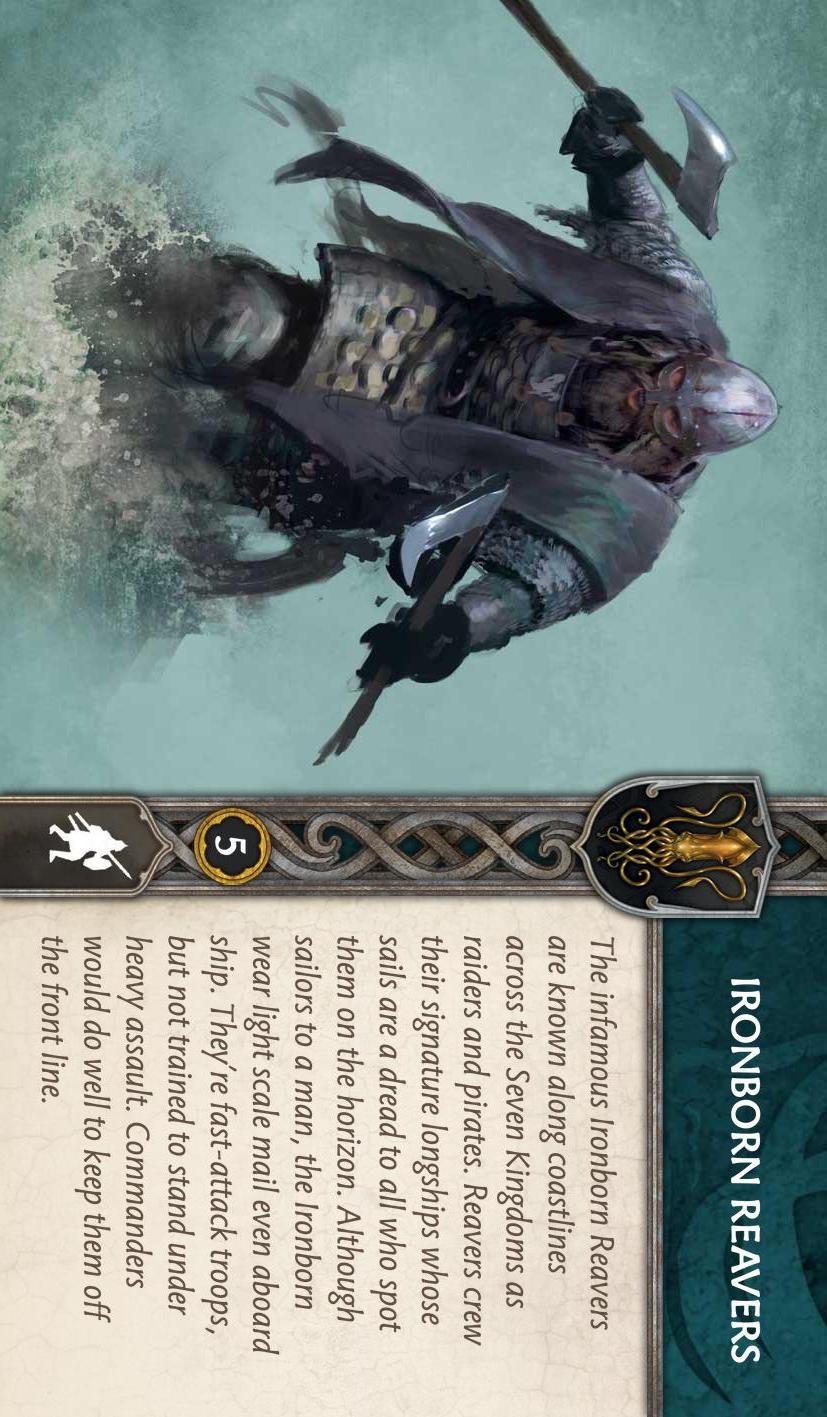 IRONBORN REAVERS
5
The infamous Ironborn Reavers
are known along coastlines
across the Seven Kingdoms as
raiders and pirates. Reavers crew
their signature longships whose
sails are a dread to all who spot
them on the horizon. Although
sailors to a man, the Ironborn
wear light scale mail even aboard
ship. They're fast-attack troops,
but not trained to stand under
heavy assault. Commanders
would do well to keep them off
the front line.